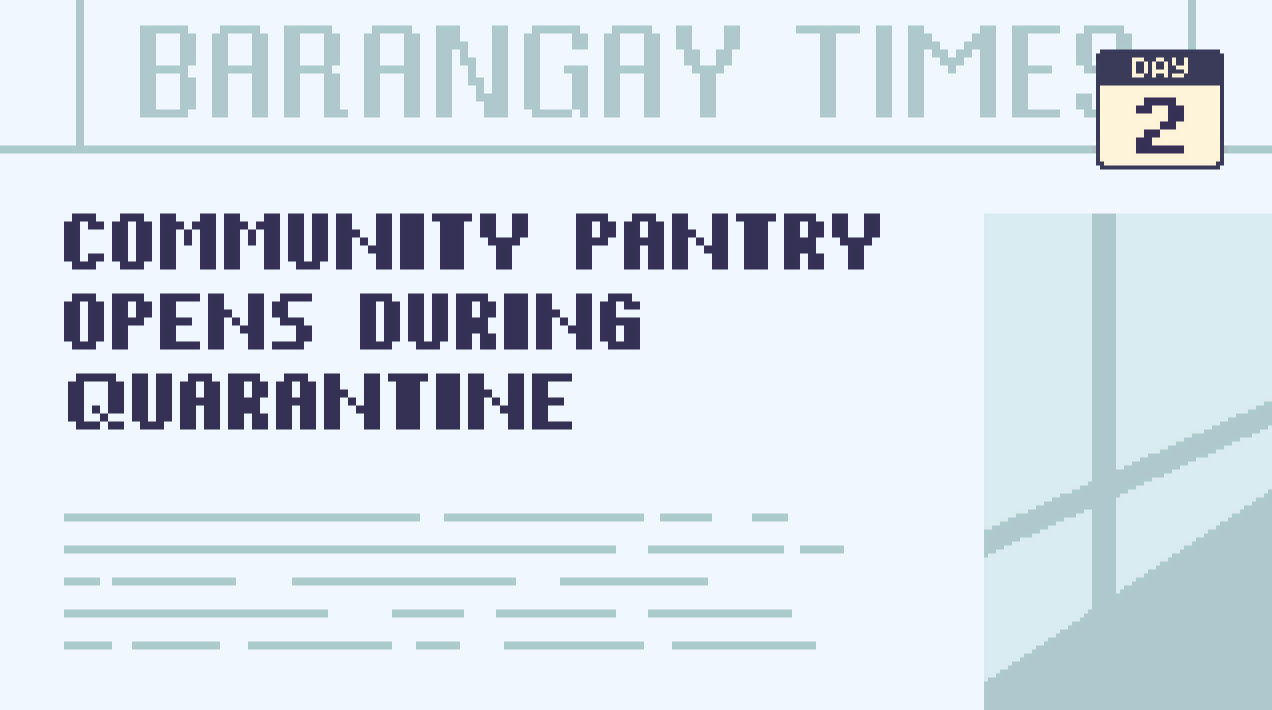 BARANGAY TIMES
DAY
2
COMMUNITY PANTRY
OPENS DURING
QUARANTINE